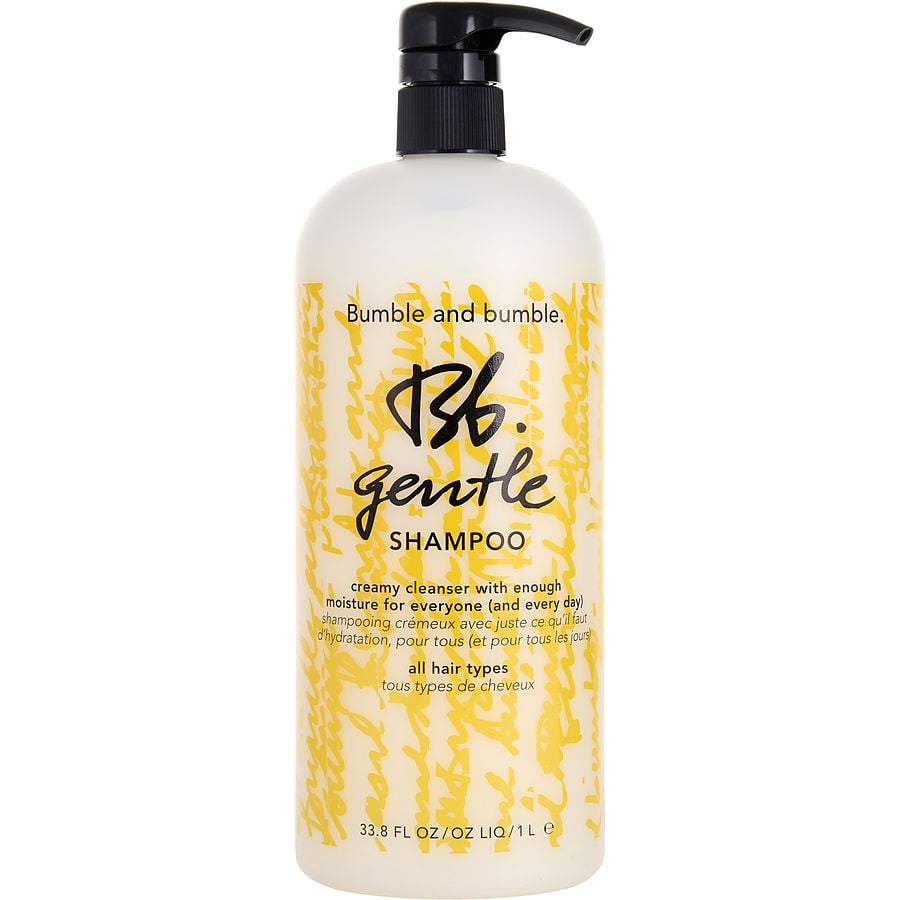 Bumble and bumble.
Bb.
gentle
SHAMPOO
creamy cleanser with enough
moisture for everyone (and every day)
shampooing crémeux avec juste ce qu'il faut
d'hydratation, pour tous (et pour tous les jours)
all hair types
tous types de cheveux
33.8 FL OZ/OZ LIQ/1 L ℮